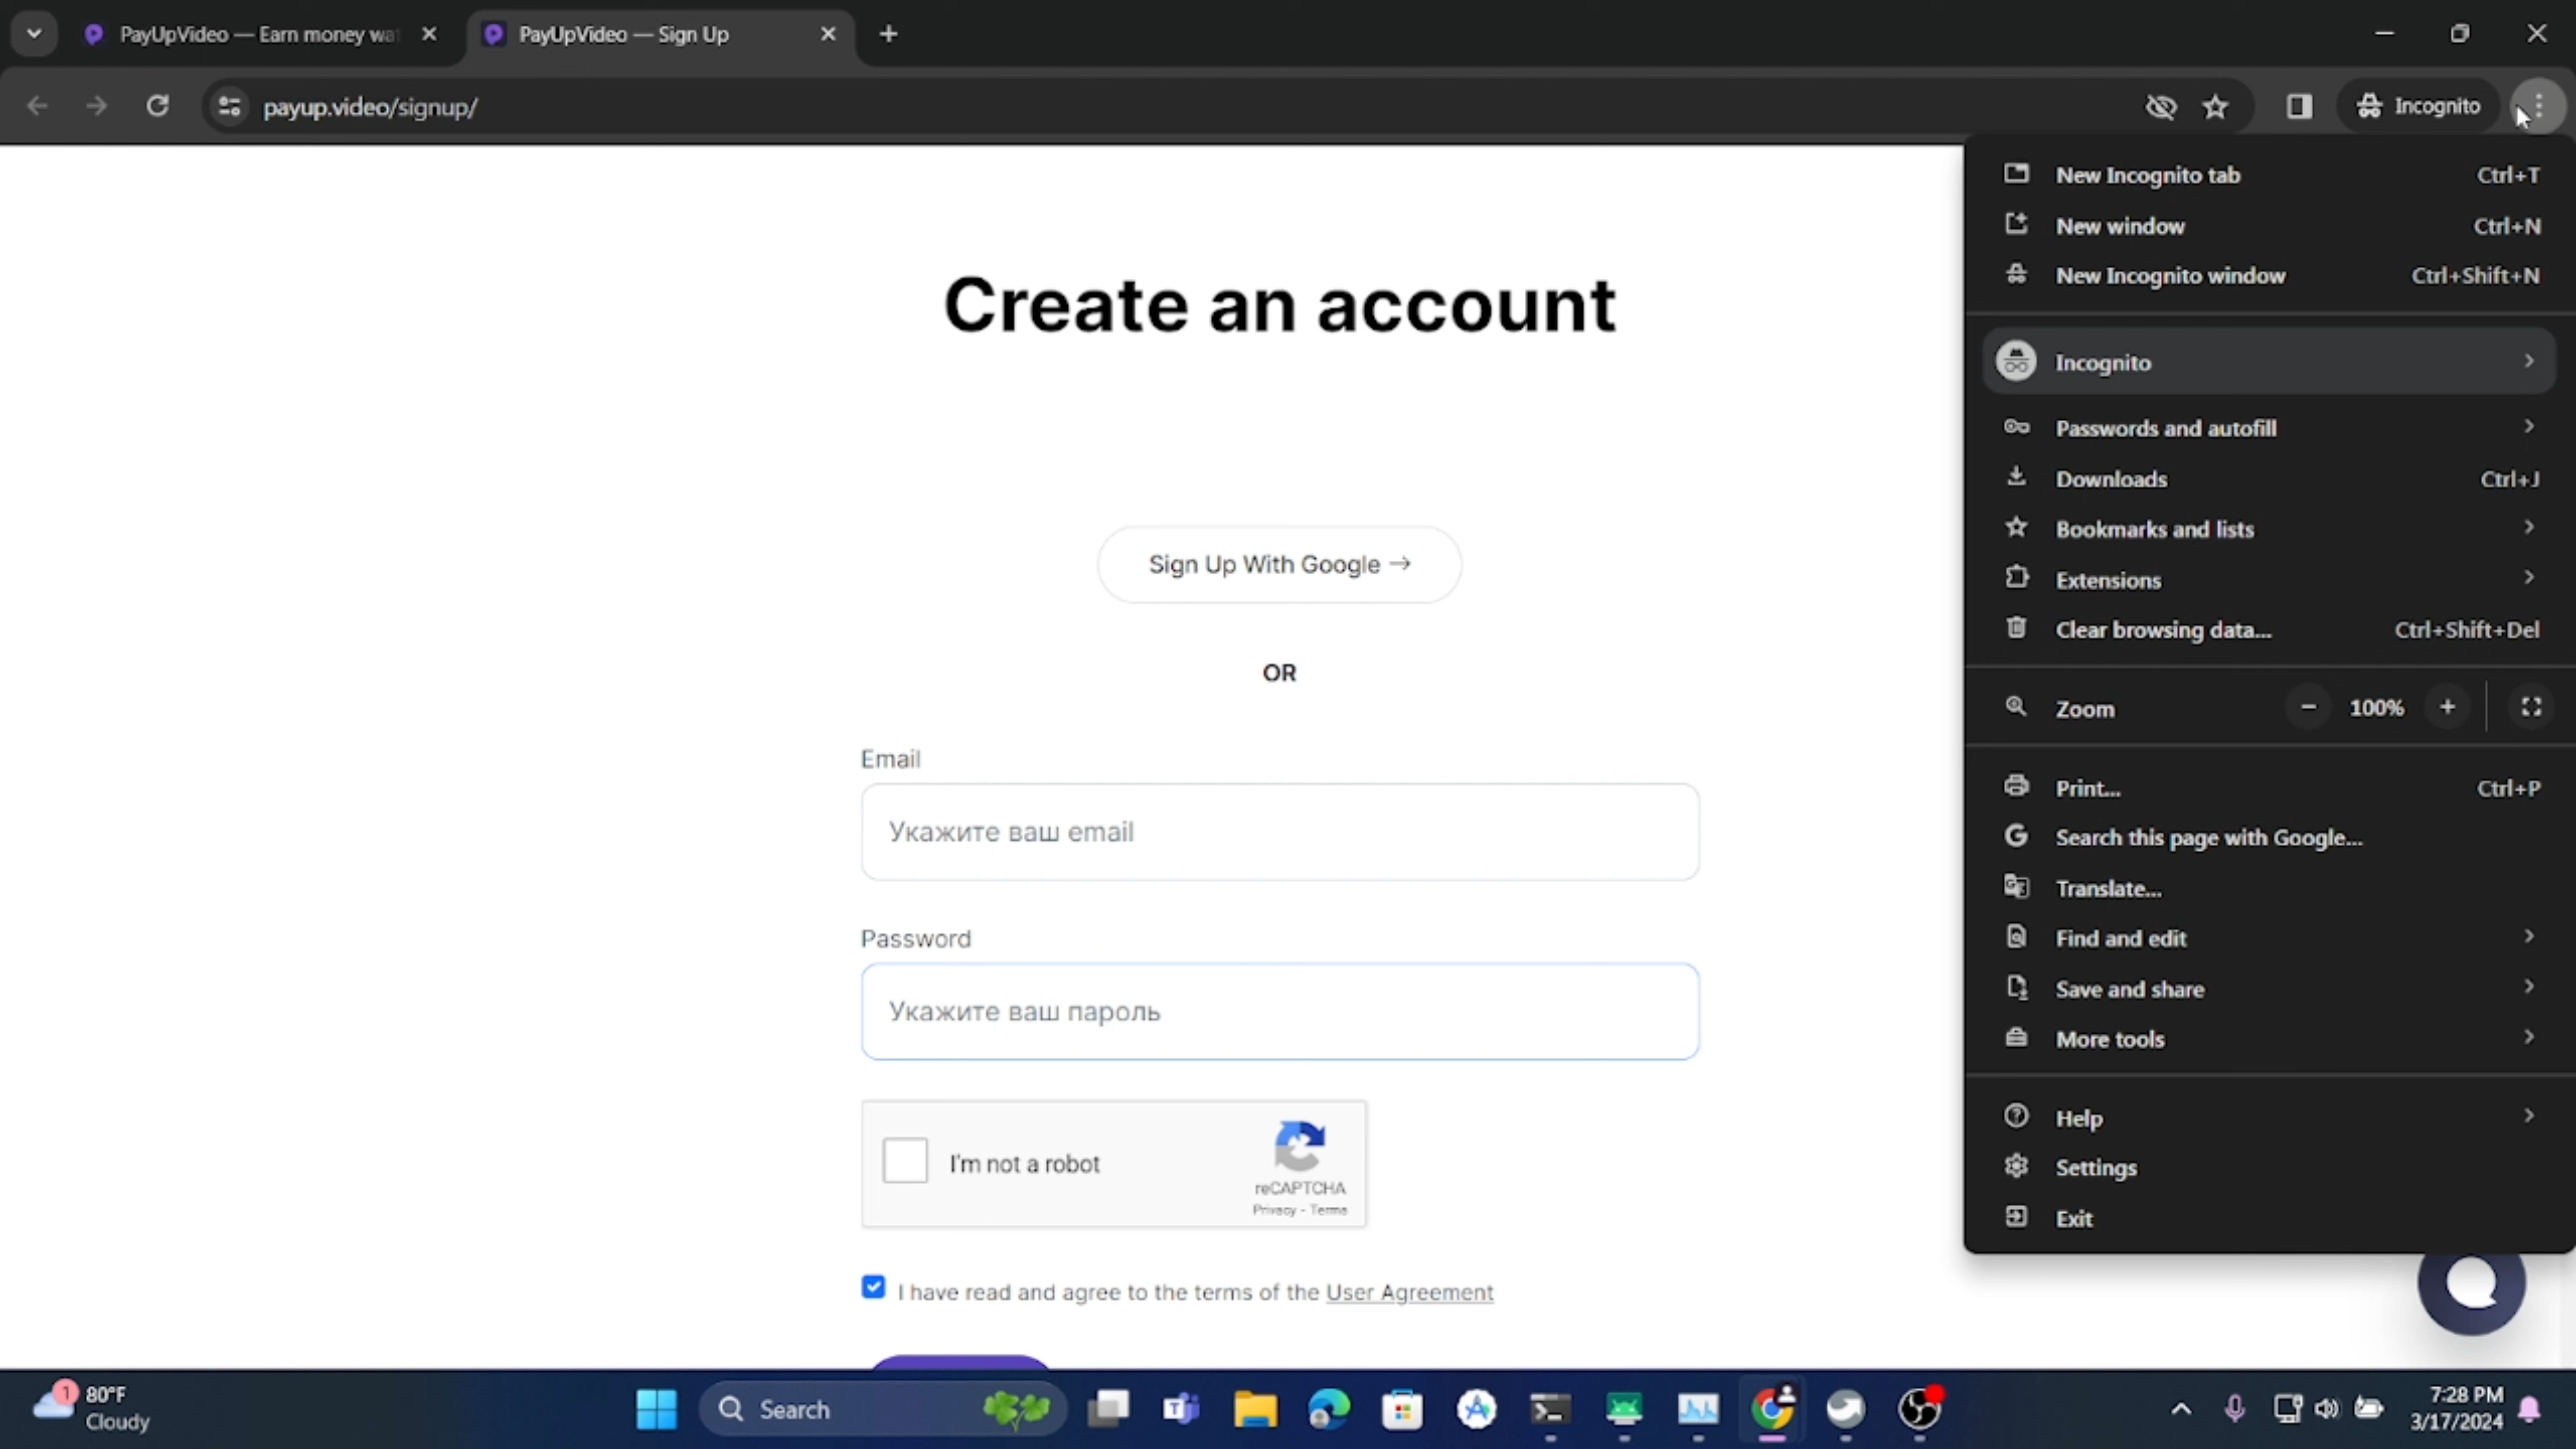 PayUpVideo — Earn money wat
PayUpVideo — Sign Up
payup.video/signup/
Incognito
New Incognito tab Ctrl+T
New window Ctrl+N
New Incognito window Ctrl+Shift+N
Incognito
Passwords and autofill
Downloads Ctrl+J
Bookmarks and lists
Extensions
Clear browsing data... Ctrl+Shift+Del
Zoom − 100% +
Print... Ctrl+P
Search this page with Google...
Translate...
Find and edit
Save and share
More tools
Help
Settings
Exit
Create an account
Sign Up With Google →
OR
Email
Укажите ваш email
Password
Укажите ваш пароль
I'm not a robot
reCAPTCHA
Privacy - Terms
I have read and agree to the terms of the User Agreement
1
80°F
Cloudy
Search
7:28 PM
3/17/2024